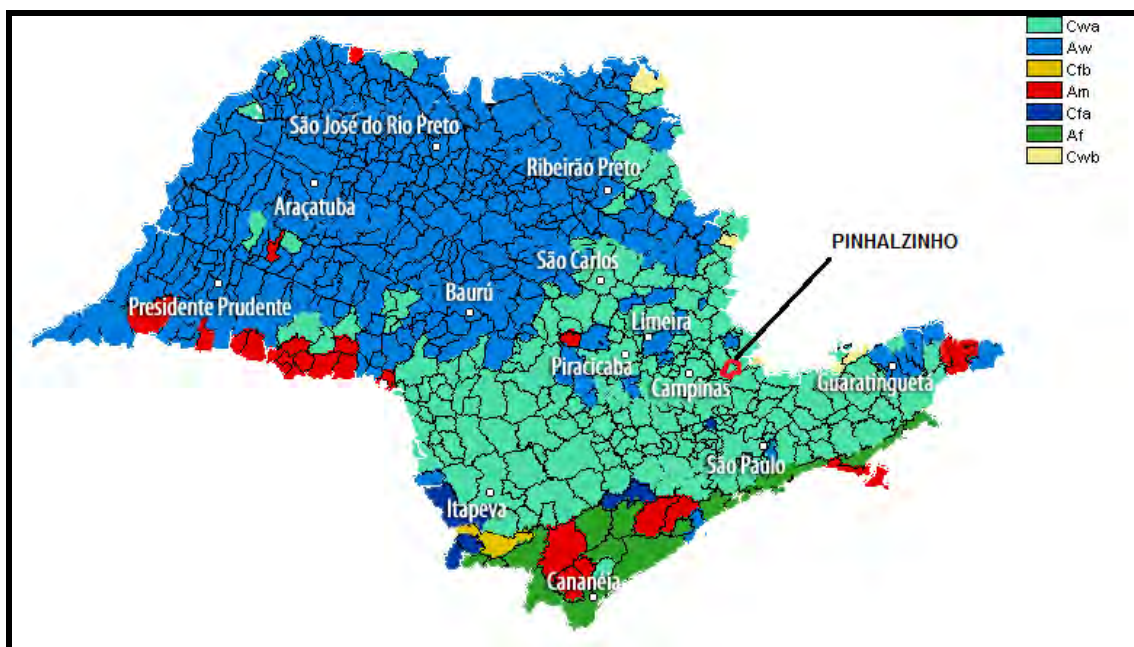 Cwa
Aw
Cfb
Am
Cfa
Af
Cwb
São José do Rio Preto
Ribeirão Preto
Araçatuba
PINHALZINHO
São Carlos
Presidente Prudente
Baurú
Limeira
Piracicaba
Campinas
Guaratinguetá
São Paulo
Itapeva
Cananéia